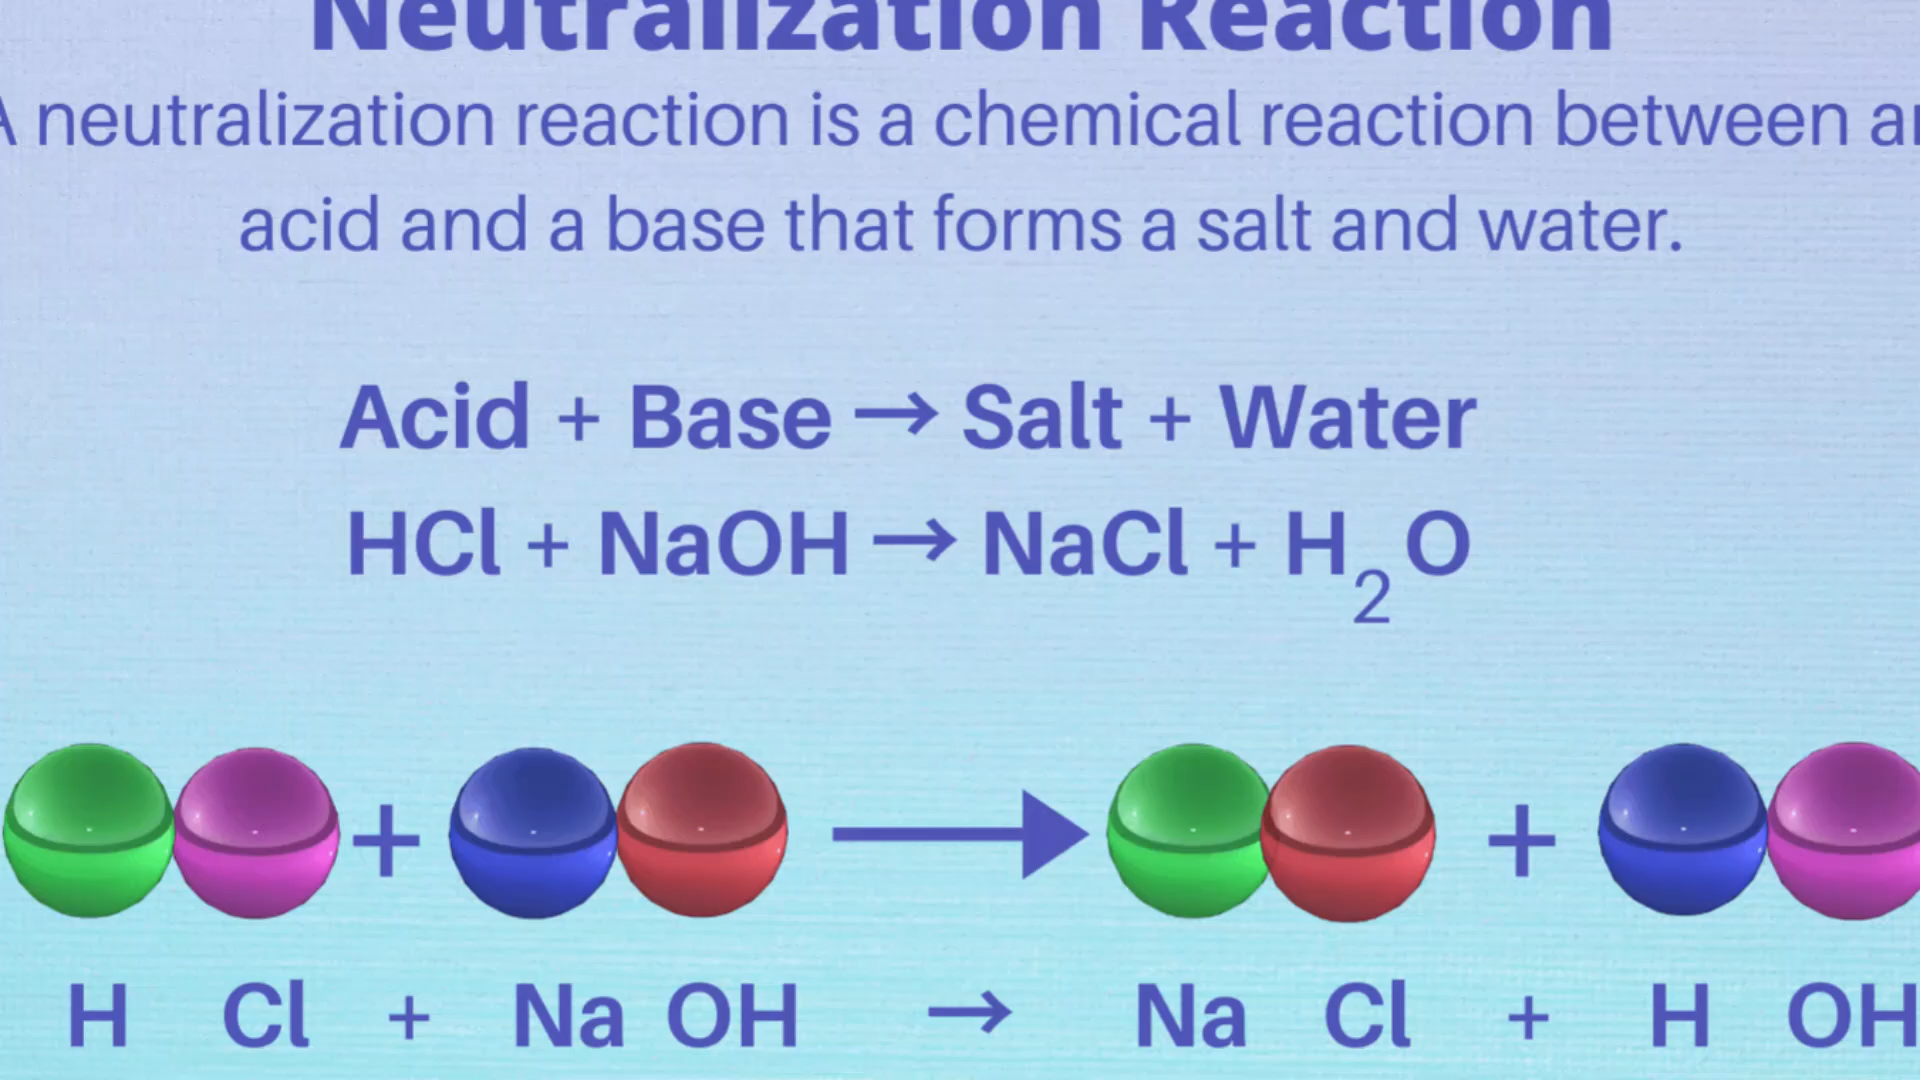 Neutralization Reaction
A neutralization reaction is a chemical reaction between an
acid and a base that forms a salt and water.
Acid + Base → Salt + Water
HCl + NaOH → NaCl + H₂O
+ +
H Cl + Na OH → Na Cl + H OH